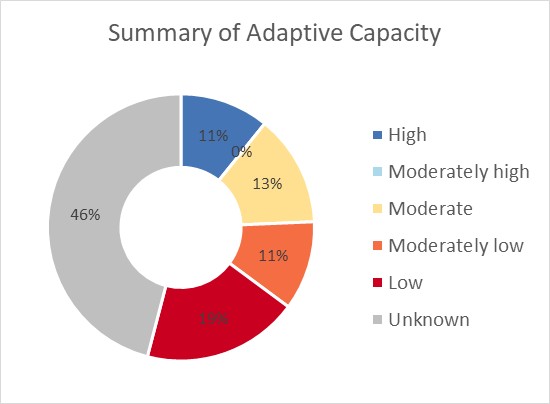 Summary of Adaptive Capacity
11%
0%
13%
11%
19%
46%
High
Moderately high
Moderate
Moderately low
Low
Unknown